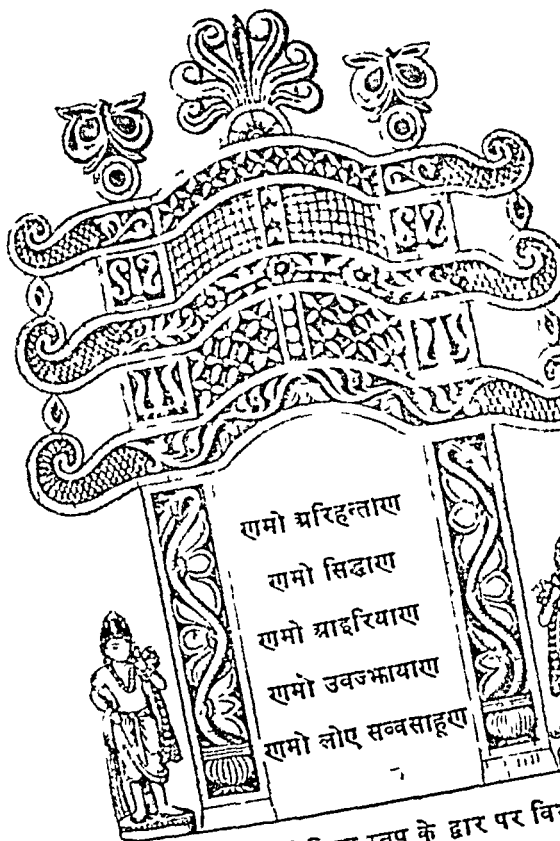 णमो अरिहन्ताण
णमो सिद्धाण
णमो आइरियाण
णमो उवज्झायाण
णमो लोए सव्वसाहूण
के द्वार पर